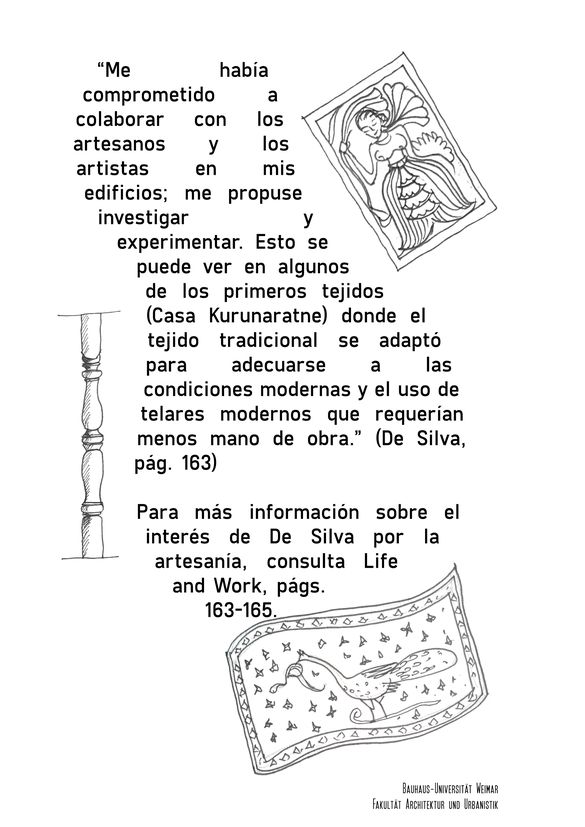 “Me había
comprometido a
colaborar con los
artesanos y los
artistas en mis
edificios; me propuse
investigar y
experimentar. Esto se
puede ver en algunos
de los primeros tejidos
(Casa Kurunaratne) donde el
tejido tradicional se adaptó
para adecuarse a las
condiciones modernas y el uso de
telares modernos que requerían
menos mano de obra.” (De Silva,
pág. 163)
Para más información sobre el
interés de De Silva por la
artesanía, consulta Life
and Work, págs.
163-165.
Bauhaus-Universität Weimar
Fakultät Architektur und Urbanistik